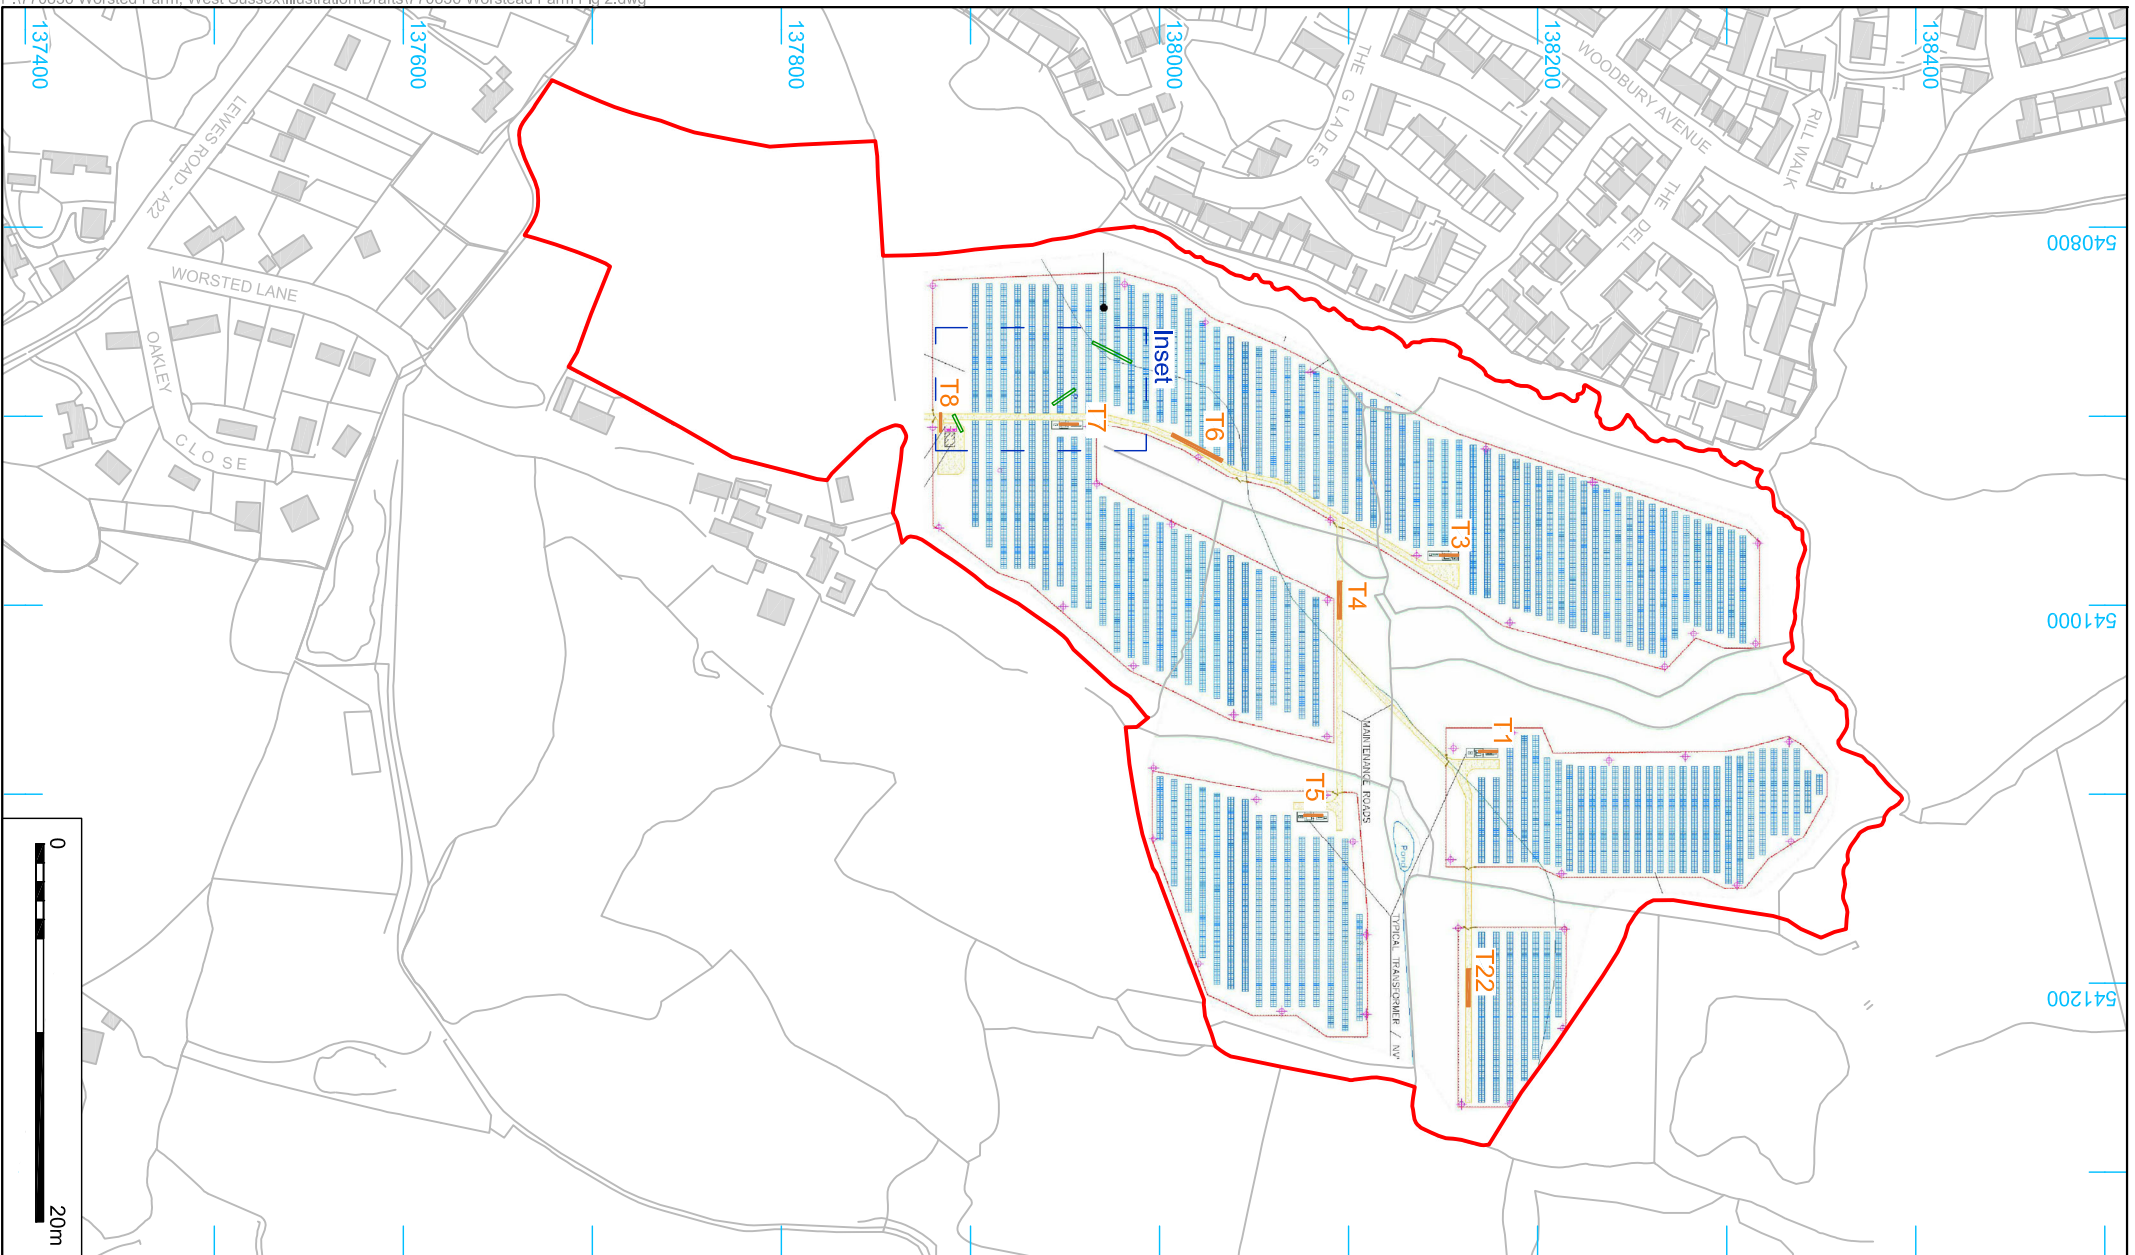 137400
137600
137800
138000
138200
138400
540800
541000
541200
LEWES ROAD - A22
WORSTED LANE
OAKLEY
CLOSE
THE GLADES
WOODBURY AVENUE
RILL WALK
THE
DELL
Inset
T8
T7
T6
T3
T4
T1
T5
T22
MAINTENANCE ROADS
Pond
TYPICAL TRANSFORMER / NV
0
20m